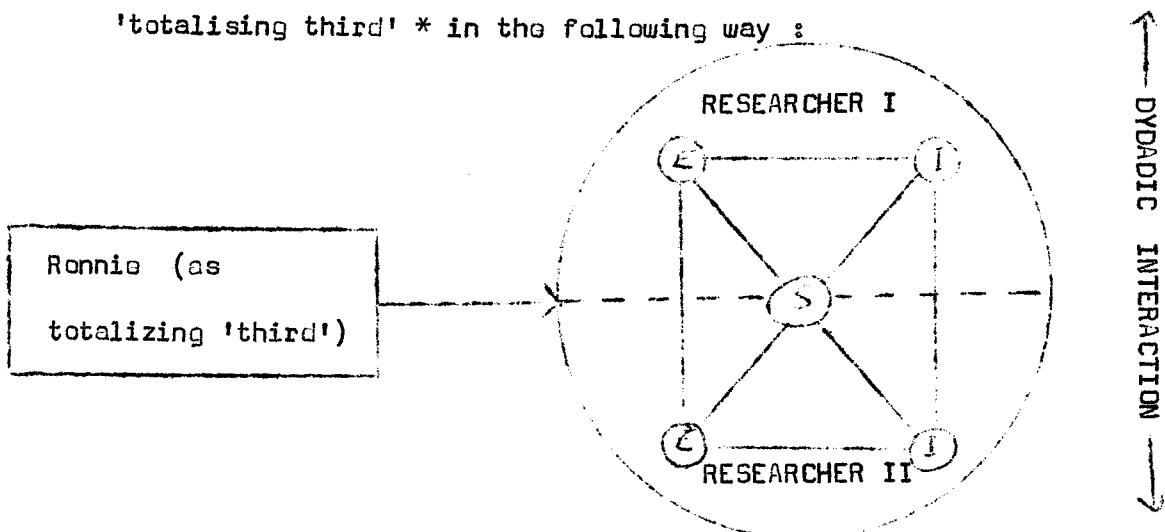 'totalising third' * in the following way :
RESEARCHER I
E I
Ronnie (as
totalizing 'third')
S
E I
RESEARCHER II
DYDADIC INTERACTION